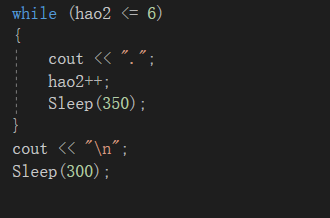 while (hao2 <= 6)
{
    cout << ".";
    hao2++;
    Sleep(350);
}
cout << "\n";
Sleep(300);